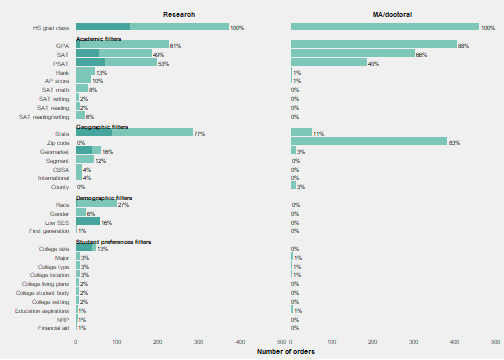 Research MA/doctoral
HS grad class 100% 100%
Academic filters
GPA 61% 88%
SAT 49% 66%
PSAT 53% 40%
Rank 13% 1%
AP score 10% 1%
SAT math 8% 0%
SAT writing 2% 0%
SAT reading 2% 0%
SAT reading/writing 6% 0%
Geographic filters
State 77% 11%
Zip code 0% 83%
Geomarket 16% 3%
Segment 12% 0%
CBSA 4% 0%
International 4% 0%
County 0% 3%
Demographic filters
Race 27% 0%
Gender 6% 0%
Low SES 16% 0%
First generation 1% 0%
Student preferences filters
College size 13% 0%
Major 3% 1%
College type 3% 1%
College location 3% 1%
College living plans 2% 0%
College student body 2% 0%
College setting 2% 0%
Education aspirations 1% 1%
NRP 1% 0%
Financial aid 1% 0%
0 100 200 300 400 500 0 100 200 300 400 500
Number of orders